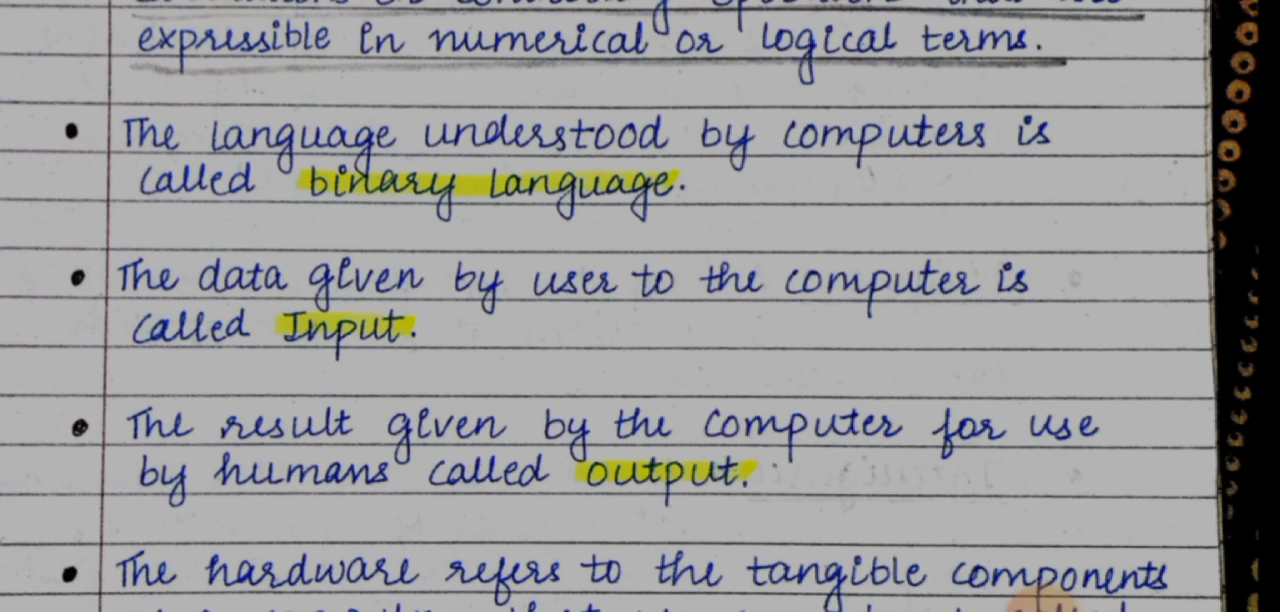 expressible in numerical or logical terms.
• The language understood by computers is
called binary language.
• The data given by user to the computer is
called Input.
• The result given by the computer for use
by humans called output.
• The hardware refers to the tangible components